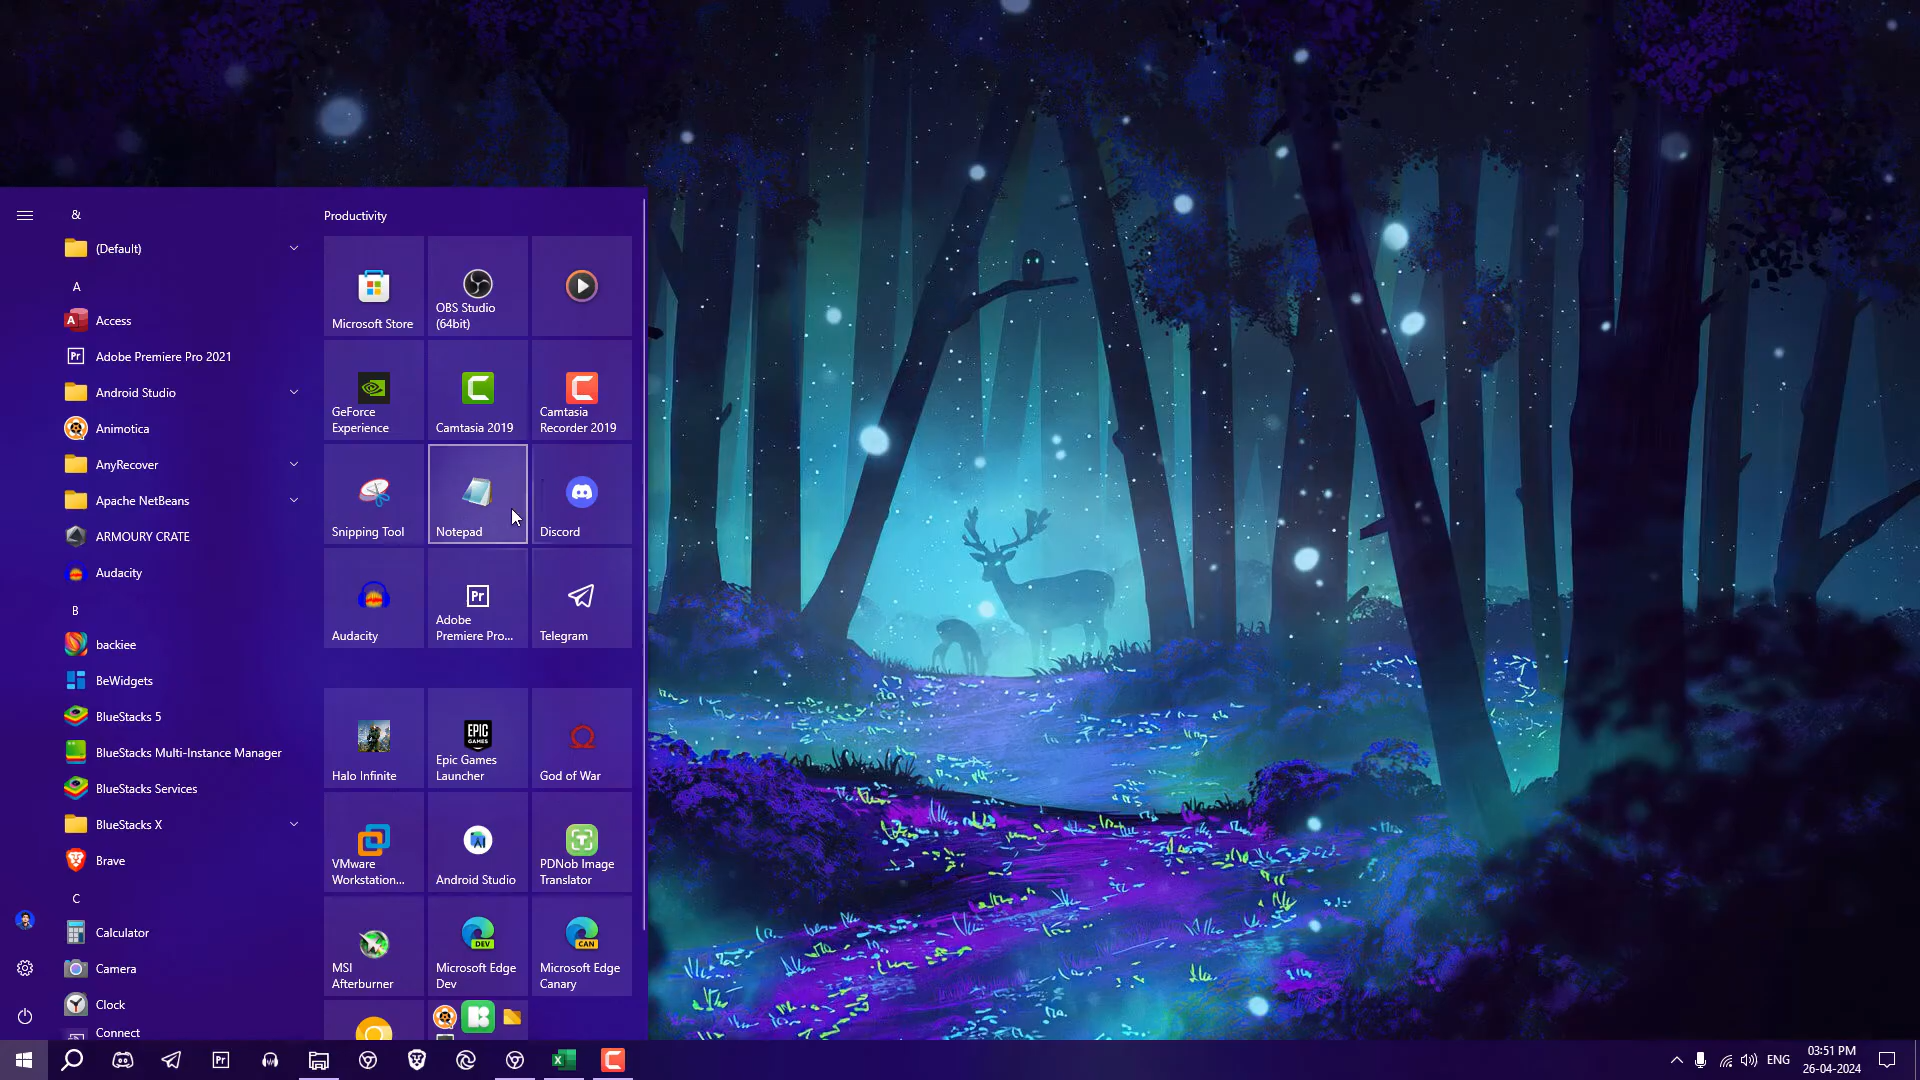 &
(Default)
A
Access
Adobe Premiere Pro 2021
Android Studio
Animotica
AnyRecover
Apache NetBeans
ARMOURY CRATE
Audacity
B
backiee
BeWidgets
BlueStacks 5
BlueStacks Multi-Instance Manager
BlueStacks Services
BlueStacks X
Brave
C
Calculator
Camera
Clock
Connect
Productivity
Microsoft Store
OBS Studio
(64bit)
GeForce
Experience
Camtasia 2019
Camtasia
Recorder 2019
Snipping Tool
Notepad
Discord
Audacity
Pr
Adobe
Premiere Pro...
Telegram
Halo Infinite
EPIC
GAMES
Epic Games
Launcher
God of War
VMware
Workstation...
Android Studio
PDNob Image
Translator
MSI
Afterburner
DEV
Microsoft Edge
Dev
CAN
Microsoft Edge
Canary
ENG
03:51 PM
26-04-2024